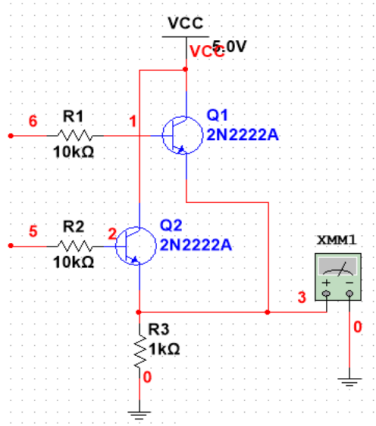 VCC
VCC
5.0V
6
R1
1
10kΩ
Q1
2N2222A
5
R2
2
10kΩ
Q2
2N2222A
XMM1
3
0
R3
1kΩ
0